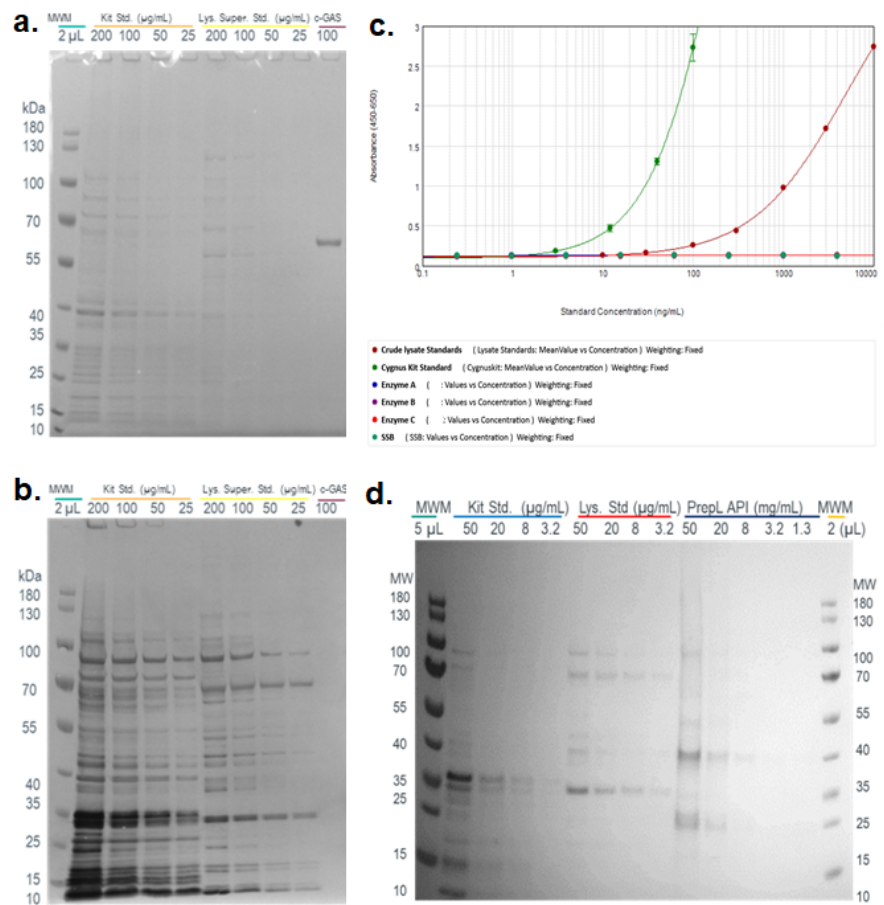 a.
MWM Kit Std. (µg/mL) Lys. Super. Std. (µg/mL) c-GAS
2 µL 200 100 50 25 200 100 50 25 100
kDa
180
130
100
70
55
40
35
25
15
10
c.
Absorbance (450-650)
3
2.5
2
1.5
1
0.5
0
0.1 1 10 100 1000 10000
Standard Concentration (ng/mL)
Crude lysate Standards ( Lysate Standards: MeanValue vs Concentration ) Weighting: Fixed
Cygnus Kit Standard ( Cygnuskit: MeanValue vs Concentration ) Weighting: Fixed
Enzyme A ( : Values vs Concentration ) Weighting: Fixed
Enzyme B ( : Values vs Concentration ) Weighting: Fixed
Enzyme C ( : Values vs Concentration ) Weighting: Fixed
SSB ( SSB: Values vs Concentration ) Weighting: Fixed
b.
MWM Kit Std. (µg/mL) Lys. Super. Std. (µg/mL) c-GAS
2 µL 200 100 50 25 200 100 50 25 100
kDa
180
130
100
70
55
40
35
25
15
10
d.
MWM Kit Std. (µg/mL) Lys. Std (µg/mL) PrepL API (mg/mL) MWM
5 µL 50 20 8 3.2 50 20 8 3.2 50 20 8 3.2 1.3 2 (µL)
MW
180
130
100
70
55
40
35
25
15
10
MW
180
130
100
70
55
40
35
25
15
10